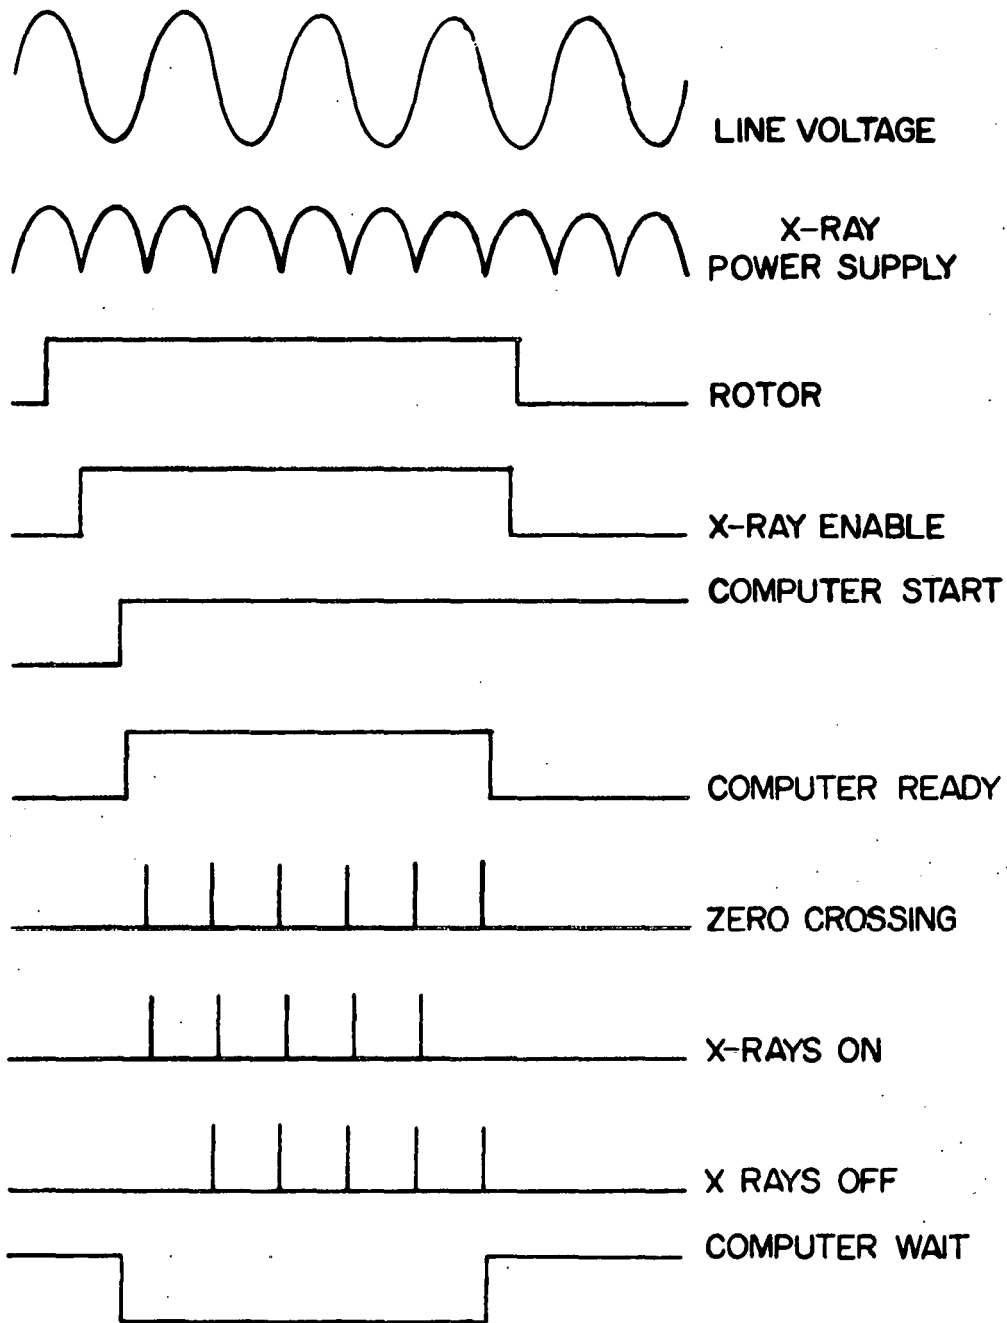 LINE VOLTAGE
X-RAY
POWER SUPPLY
ROTOR
X-RAY ENABLE
COMPUTER START
COMPUTER READY
ZERO CROSSING
X-RAYS ON
X RAYS OFF
COMPUTER WAIT